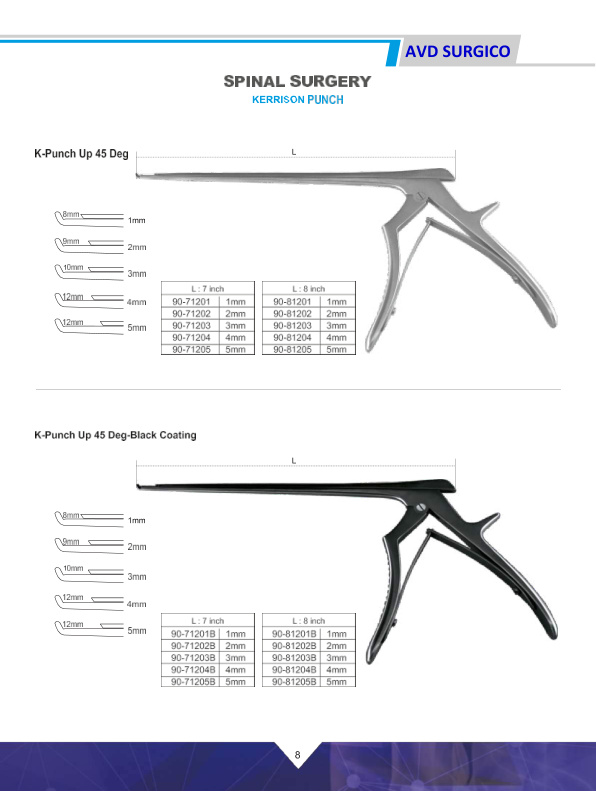 AVD SURGICO
SPINAL SURGERY
KERRISON PUNCH
K-Punch Up 45 Deg
L
8mm 1mm
9mm 2mm
10mm 3mm
12mm 4mm
12mm 5mm
L : 7 inch
90-71201 1mm
90-71202 2mm
90-71203 3mm
90-71204 4mm
90-71205 5mm
L : 8 inch
90-81201 1mm
90-81202 2mm
90-81203 3mm
90-81204 4mm
90-81205 5mm
K-Punch Up 45 Deg-Black Coating
L
8mm 1mm
9mm 2mm
10mm 3mm
12mm 4mm
12mm 5mm
L : 7 inch
90-71201B 1mm
90-71202B 2mm
90-71203B 3mm
90-71204B 4mm
90-71205B 5mm
L : 8 inch
90-81201B 1mm
90-81202B 2mm
90-81203B 3mm
90-81204B 4mm
90-81205B 5mm
8